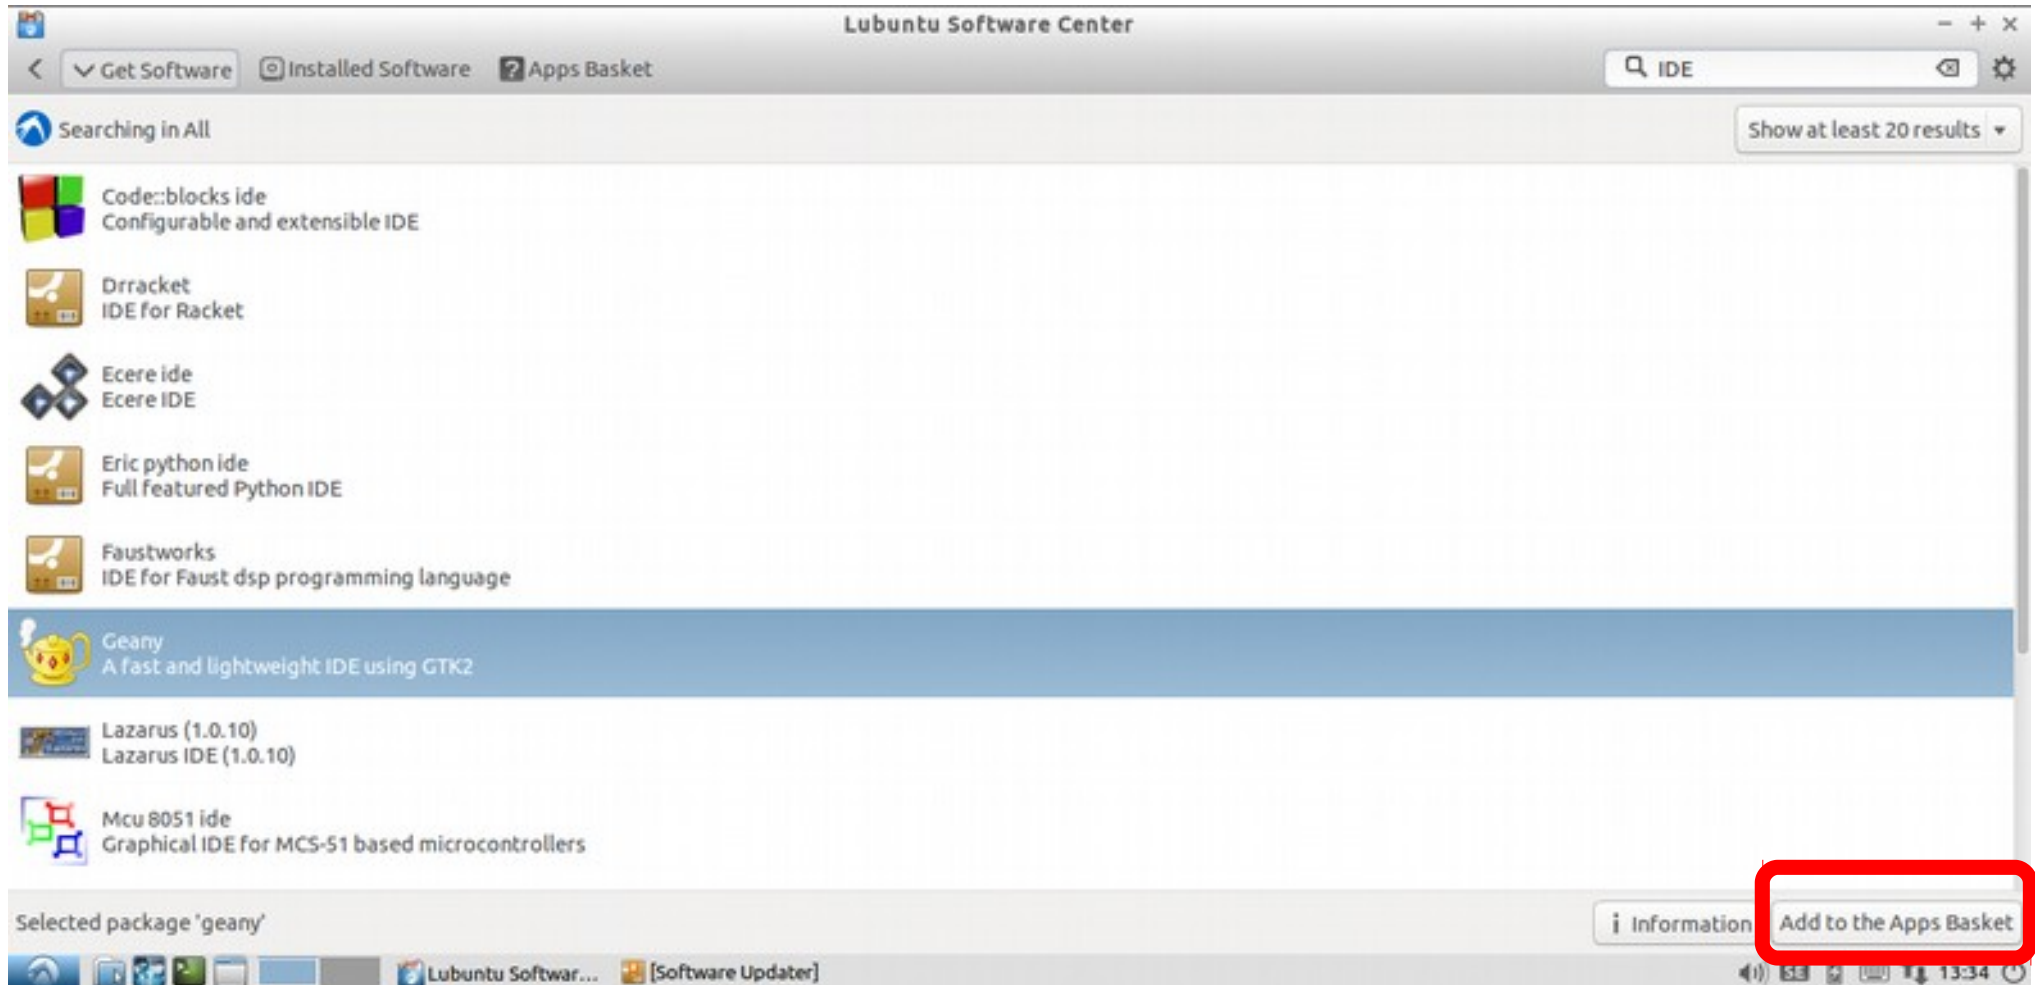 Lubuntu Software Center
Get Software Installed Software Apps Basket IDE
Searching in All Show at least 20 results
Code::blocks ide
Configurable and extensible IDE
Drracket
IDE for Racket
Ecere ide
Ecere IDE
Eric python ide
Full featured Python IDE
Faustworks
IDE for Faust dsp programming language
Geany
A fast and lightweight IDE using GTK2
Lazarus (1.0.10)
Lazarus IDE (1.0.10)
Mcu 8051 ide
Graphical IDE for MCS-51 based microcontrollers
Selected package 'geany' Information Add to the Apps Basket
Lubuntu Softwar... [Software Updater] SE 13:34